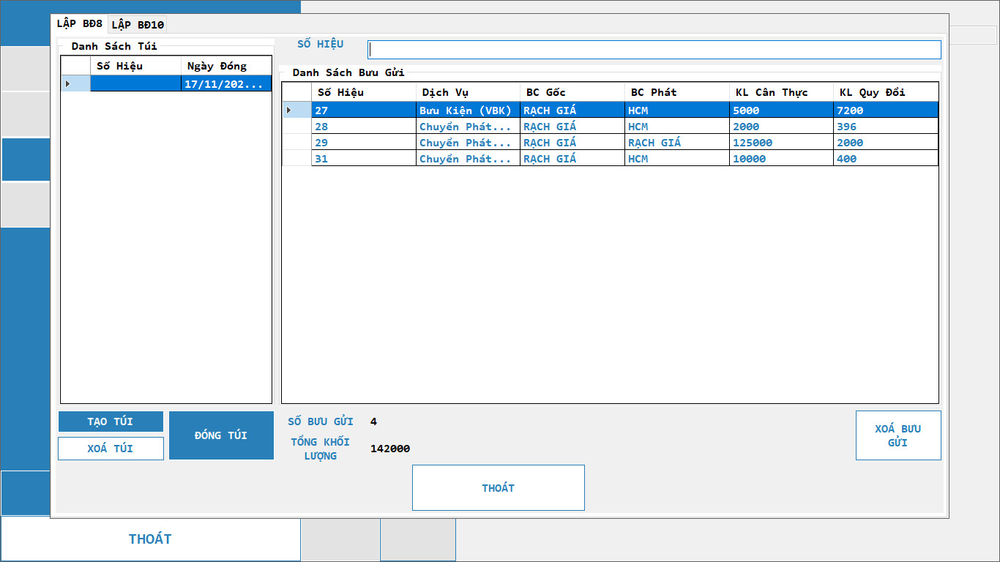 LẬP BĐ8 LẬP BĐ10
Danh Sách Túi
Số Hiệu Ngày Đóng
17/11/202...
SỐ HIỆU
Danh Sách Bưu Gửi
Số Hiệu Dịch Vụ BC Gốc BC Phát KL Cân Thực KL Quy Đổi
27 Bưu Kiện (VBK) RẠCH GIÁ HCM 5000 7200
28 Chuyển Phát... RẠCH GIÁ HCM 2000 396
29 Chuyển Phát... RẠCH GIÁ RẠCH GIÁ 125000 2000
31 Chuyển Phát... RẠCH GIÁ HCM 10000 400
TẠO TÚI
XOÁ TÚI
ĐÓNG TÚI
SỐ BƯU GỬI 4
TỔNG KHỐI
LƯỢNG
142000
XOÁ BƯU
GỬI
THOÁT
THOÁT